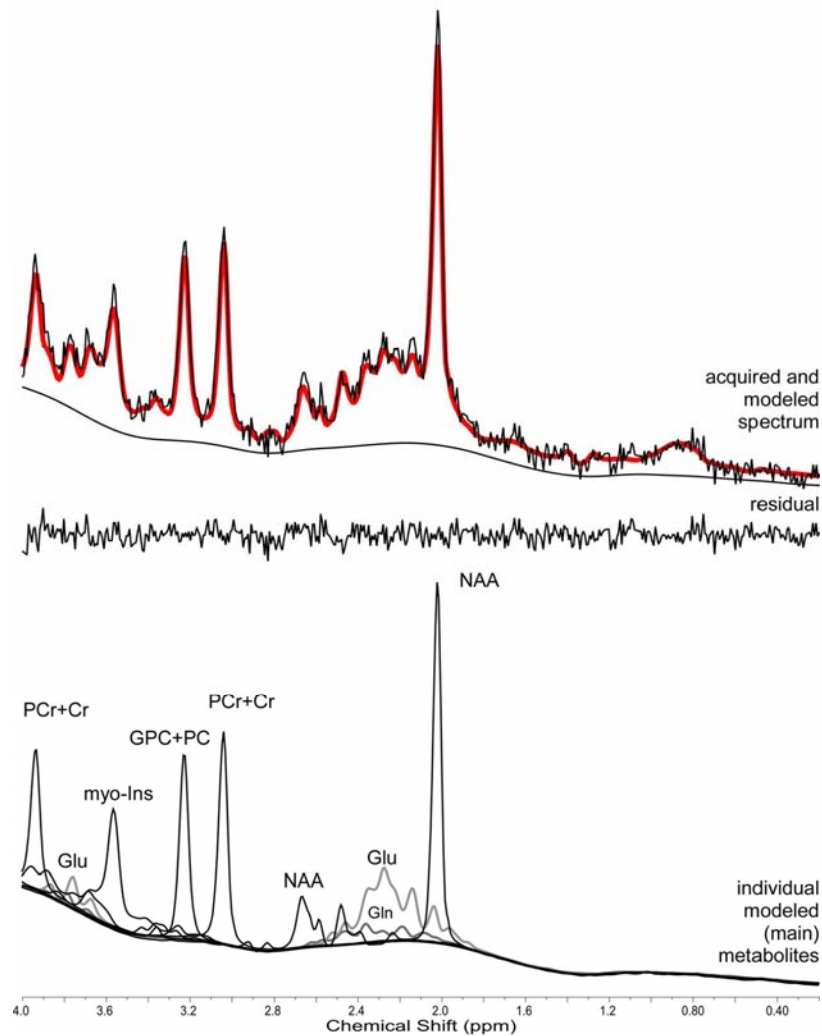 acquired and
modeled
spectrum
residual
NAA
PCr+Cr
PCr+Cr
GPC+PC
myo-Ins
Glu
Glu
NAA
Gln
individual
modeled
(main)
metabolites
4.0 3.6 3.2 2.8 2.4 2.0 1.6 1.2 0.80 0.40
Chemical Shift (ppm)